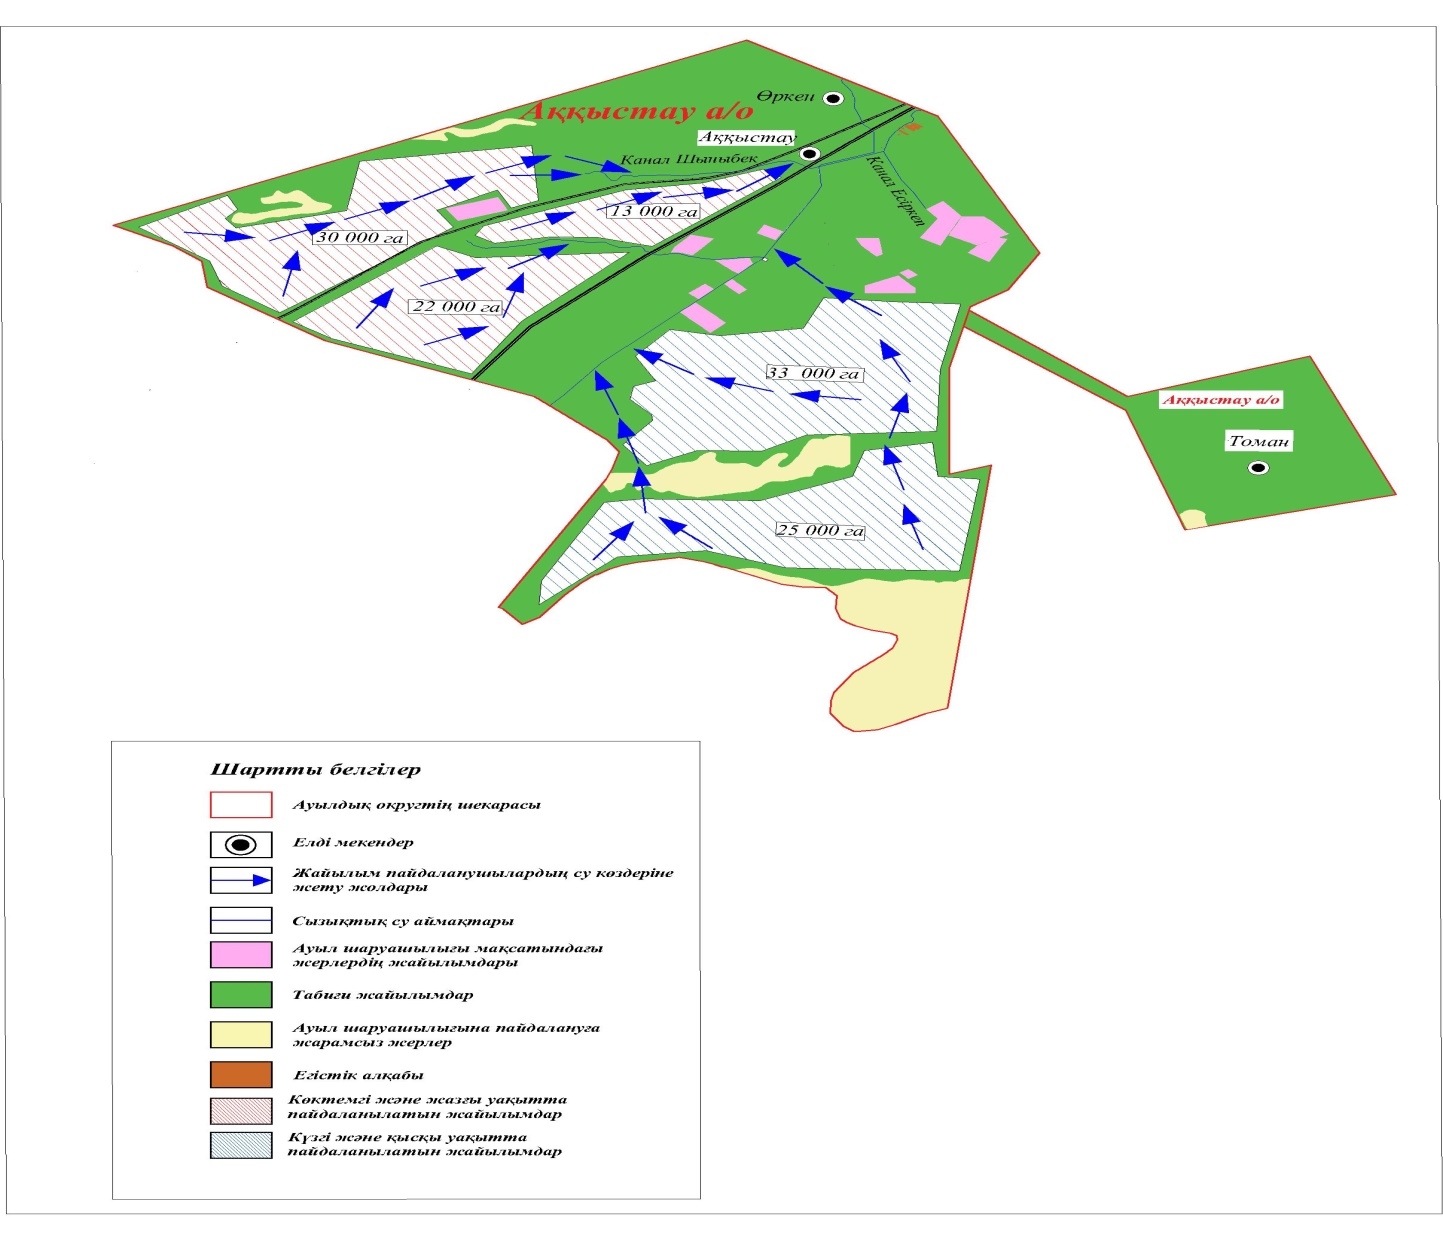 Өркен
Аққыстау а/о
Аққыстау
Канал Шыныбек
Канал Есіркеп
13 000 га
30 000 га
22 000 га
33 000 га
Аққыстау а/о
Томан
25 000 га
Шартты белгілер
Ауылдық округтің шекарасы
Елді мекендер
Жайылым пайдаланушылардың су көздеріне
жету жолдары
Сызықтық су аймақтары
Ауыл шаруашылығы мақсатындағы
жерлердің жайылымдары
Табиғи жайылымдар
Ауыл шаруашылығына пайдалануға
жарамсыз жерлер
Егістік алқабы
Көктемгі және жазғы уақытта
пайдаланылатын жайылымдар
Күзгі және қысқы уақытта
пайдаланылатын жайылымдар